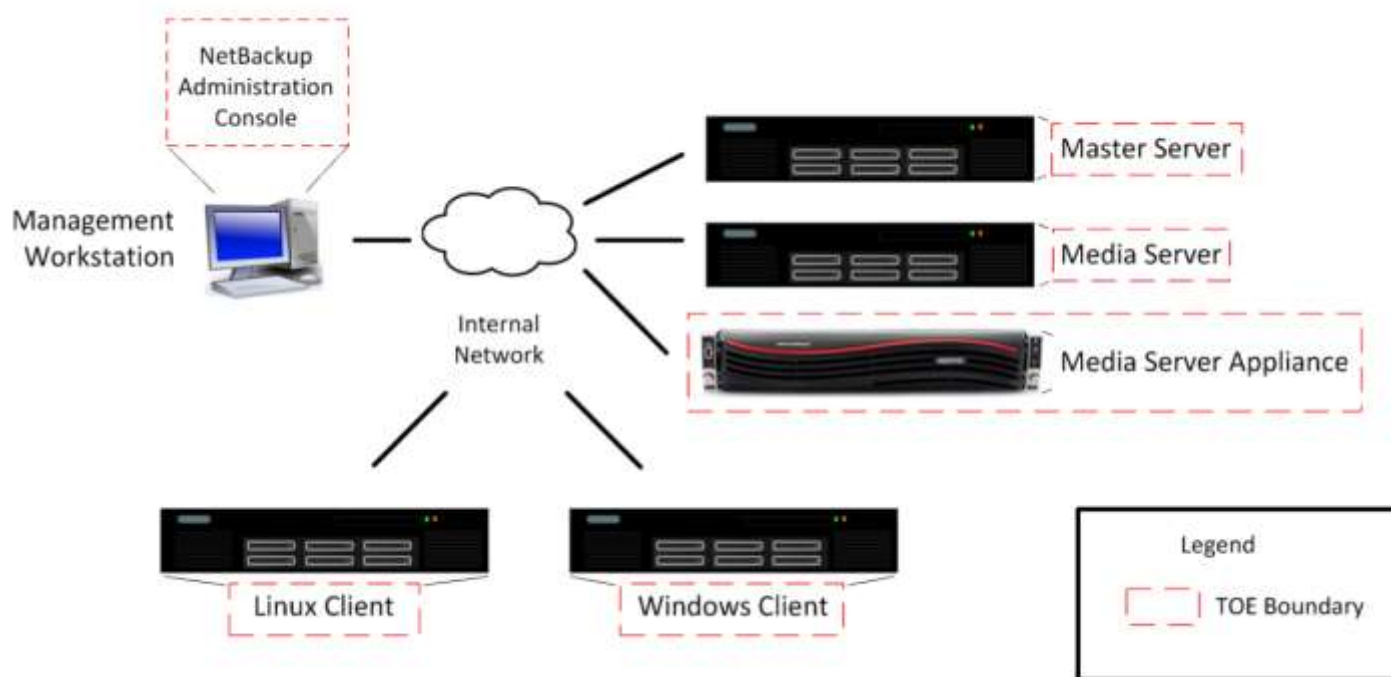 NetBackup
Administration
Console
Management
Workstation
Internal
Network
Master Server
Media Server
Media Server Appliance
Linux Client
Windows Client
Legend
TOE Boundary